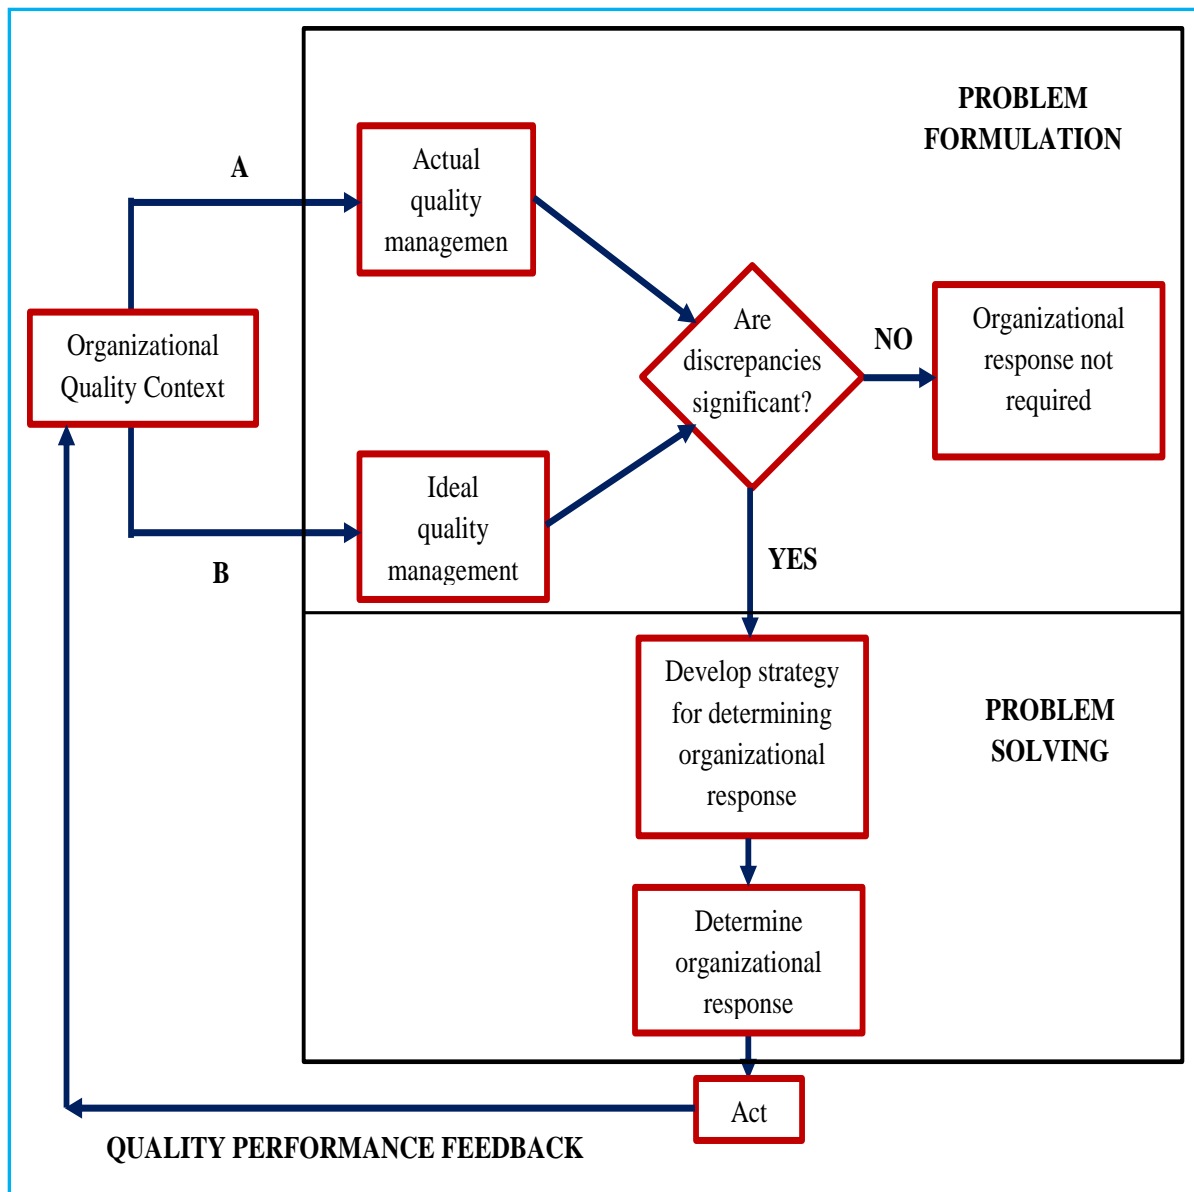 PROBLEM
FORMULATION
A
Actual
quality
managemen
Organizational
Quality Context
Are
discrepancies
significant?
NO
Organizational
response not
required
B
Ideal
quality
management
YES
Develop strategy
for determining
organizational
response
PROBLEM
SOLVING
Determine
organizational
response
Act
QUALITY PERFORMANCE FEEDBACK